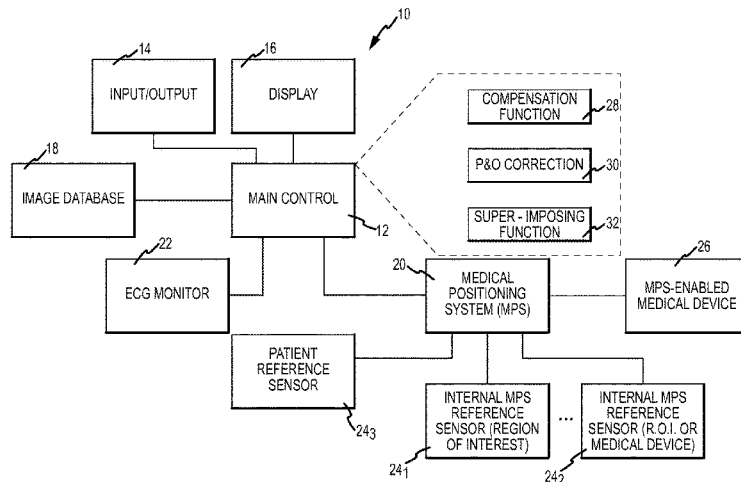 10
14
16
INPUT/OUTPUT
DISPLAY
COMPENSATION
FUNCTION
28
18
P&O CORRECTION
30
IMAGE DATABASE
MAIN CONTROL
12
SUPER - IMPOSING
FUNCTION
32
22
20
26
ECG MONITOR
MEDICAL
POSITIONING
SYSTEM (MPS)
MPS-ENABLED
MEDICAL DEVICE
PATIENT
REFERENCE
SENSOR
24₃
INTERNAL MPS
REFERENCE
SENSOR (REGION
OF INTEREST)
24₁
...
INTERNAL MPS
REFERENCE
SENSOR (R.O.I. OR
MEDICAL DEVICE)
24₂